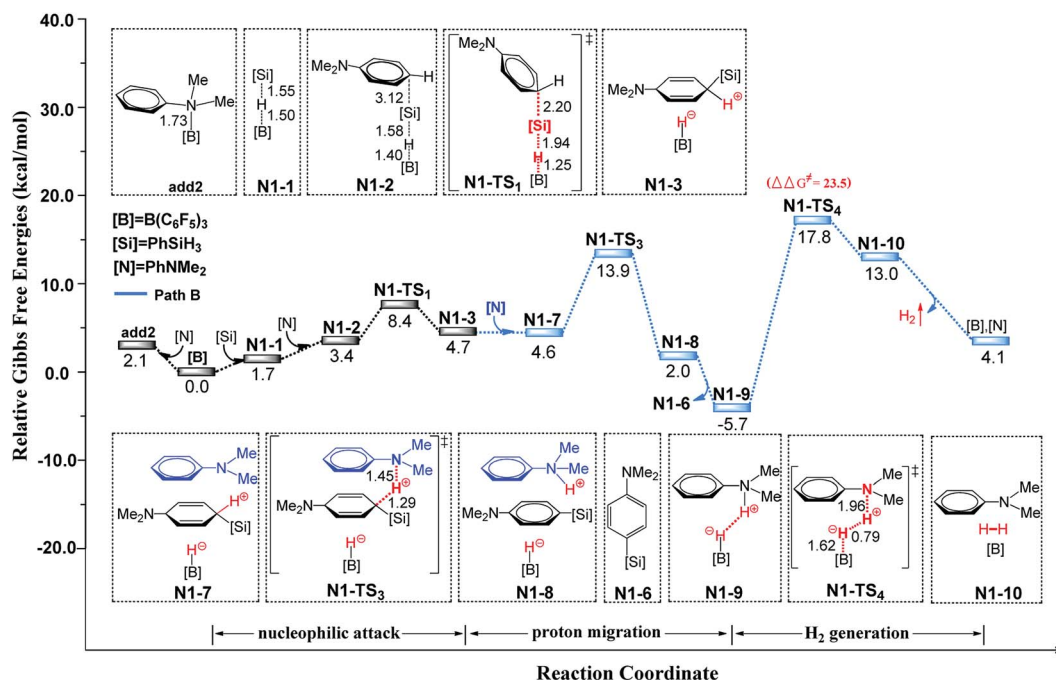 Relative Gibbs Free Energies (kcal/mol)
40.0
30.0
20.0
10.0
0.0
-10.0
-20.0
Me
N
Me
1.73
[B]
add2
[Si]
1.55
H
1.50
[B]
N1-1
Me2N
H
3.12
[Si]
1.58
H
1.40
[B]
N1-2
Me2N
‡
H
2.20
[Si]
1.94
H
1.25
[B]
N1-TS1
Me2N
[Si]
H⊕
H⊖
[B]
N1-3
[B]=B(C6F5)3
[Si]=PhSiH3
[N]=PhNMe2
Path B
add2
2.1
[N]
[B]
0.0
[Si]
N1-1
1.7
[N]
N1-2
3.4
N1-TS1
8.4
N1-3
4.7
[N]
N1-7
4.6
N1-TS3
13.9
N1-8
2.0
N1-6
N1-9
-5.7
(△△G≠= 23.5)
N1-TS4
17.8
N1-10
13.0
H2
[B],[N]
4.1
Me
N
Me
Me2N
H⊕
[Si]
H⊖
[B]
N1-7
‡
Me
N
Me
1.45
H⊕
1.29
Me2N
[Si]
H⊖
[B]
N1-TS3
Me
N
Me
H⊕
Me2N
[Si]
H⊖
[B]
N1-8
NMe2
[Si]
N1-6
Me
N
Me
H⊕
H⊖
[B]
N1-9
‡
Me
N
Me
1.96
H⊕
H⊖
0.79
1.62
[B]
N1-TS4
Me
N
Me
H-H
[B]
N1-10
nucleophilic attack
proton migration
H2 generation
Reaction Coordinate